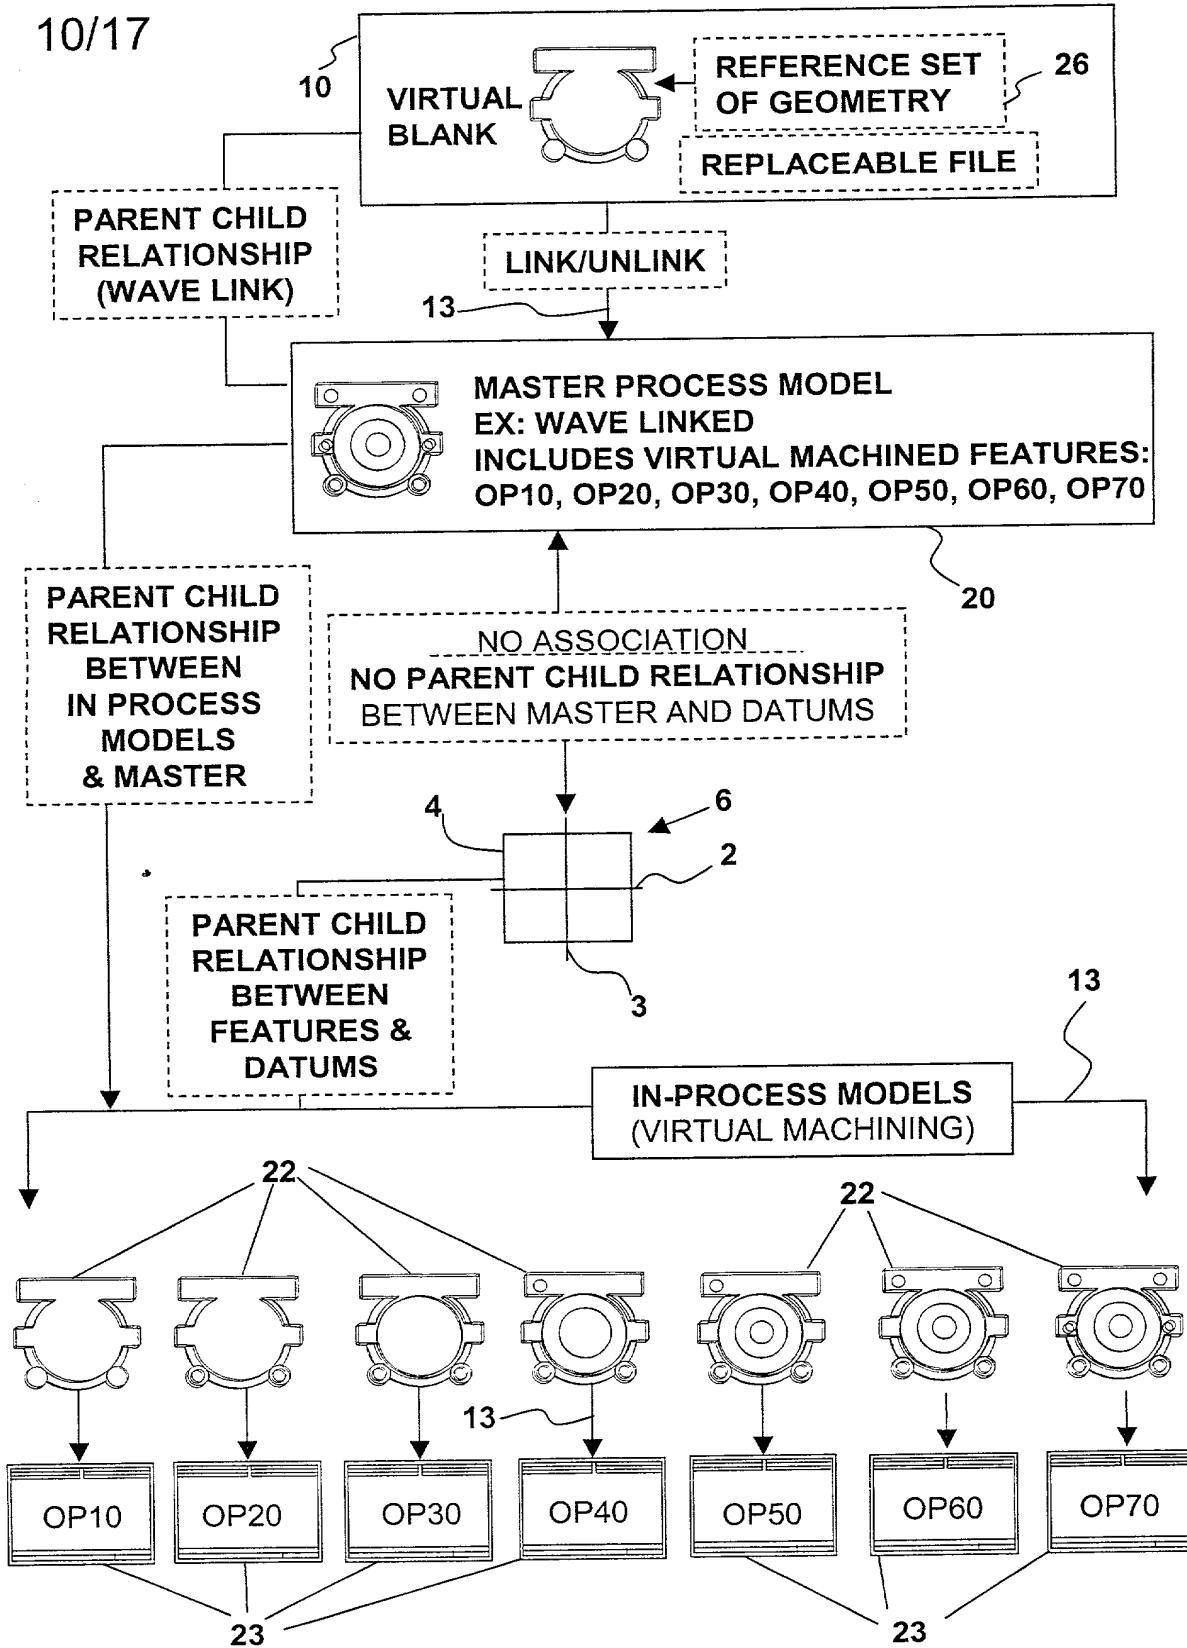 10/17
10
VIRTUAL
BLANK
REFERENCE SET
OF GEOMETRY
26
REPLACEABLE FILE
PARENT CHILD
RELATIONSHIP
(WAVE LINK)
LINK/UNLINK
13
MASTER PROCESS MODEL
EX: WAVE LINKED
INCLUDES VIRTUAL MACHINED FEATURES:
OP10, OP20, OP30, OP40, OP50, OP60, OP70
20
PARENT CHILD
RELATIONSHIP
BETWEEN
IN PROCESS
MODELS
& MASTER
NO ASSOCIATION
NO PARENT CHILD RELATIONSHIP
BETWEEN MASTER AND DATUMS
4
6
2
3
PARENT CHILD
RELATIONSHIP
BETWEEN
FEATURES &
DATUMS
13
IN-PROCESS MODELS
(VIRTUAL MACHINING)
22
22
13
OP10
OP20
OP30
OP40
OP50
OP60
OP70
23
23